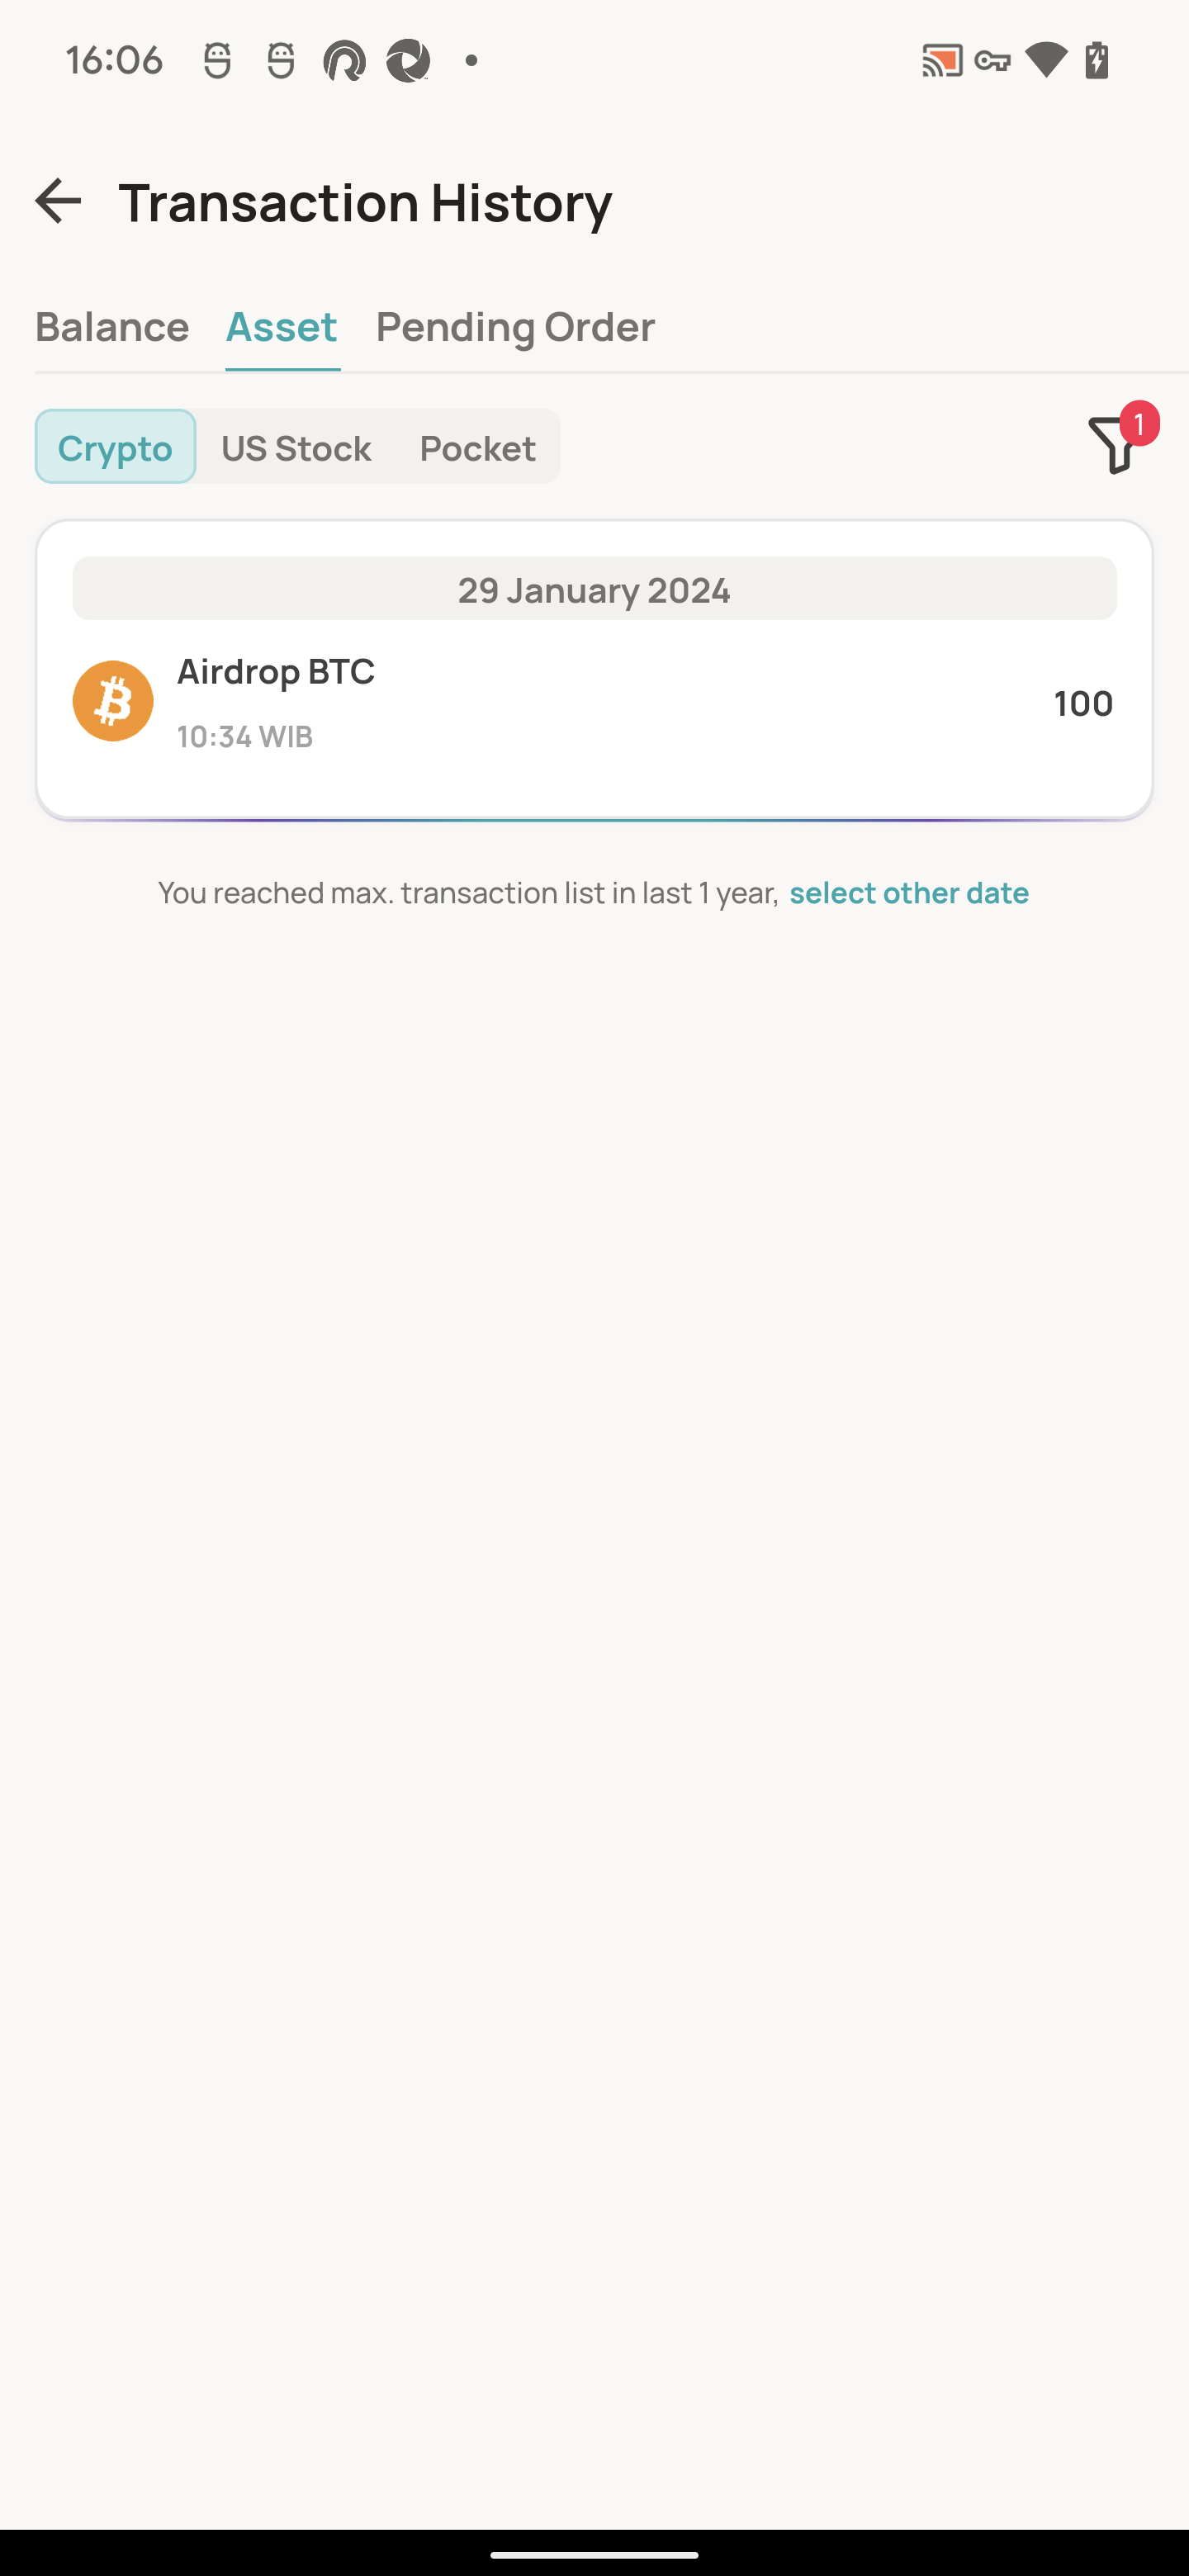 16:06
Transaction History
Balance Asset Pending Order
Crypto US Stock Pocket
1
29 January 2024
Airdrop BTC
100
10:34 WIB
You reached max. transaction list in last 1 year, select other date